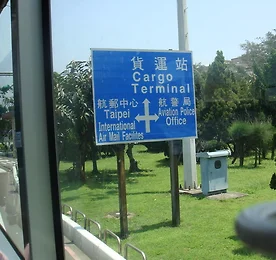 貨運站
Cargo
Terminal
航郵中心 航警局
Taipei Aviation Police
International Office
Air Mail Facilites